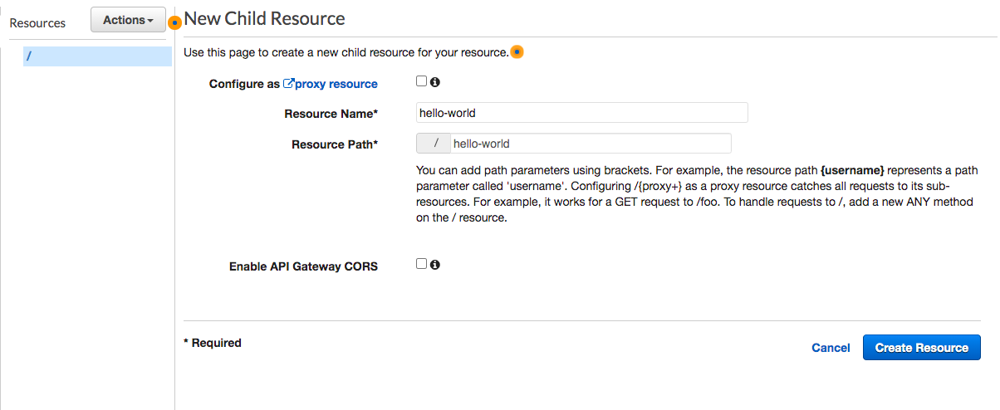 Resources
Actions
/
New Child Resource
Use this page to create a new child resource for your resource.
Configure as proxy resource
Resource Name*
hello-world
Resource Path*
/ hello-world
You can add path parameters using brackets. For example, the resource path {username} represents a path
parameter called 'username'. Configuring /{proxy+} as a proxy resource catches all requests to its sub-
resources. For example, it works for a GET request to /foo. To handle requests to /, add a new ANY method
on the / resource.
Enable API Gateway CORS
* Required
Cancel
Create Resource